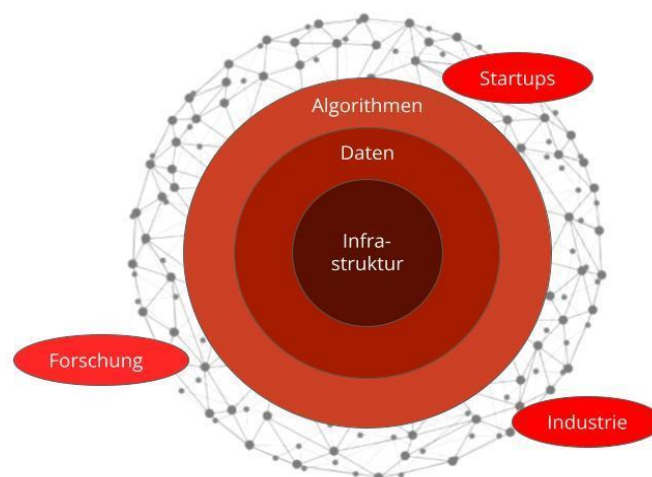 Startups
Algorithmen
Daten
Infra-
struktur
Forschung
Industrie